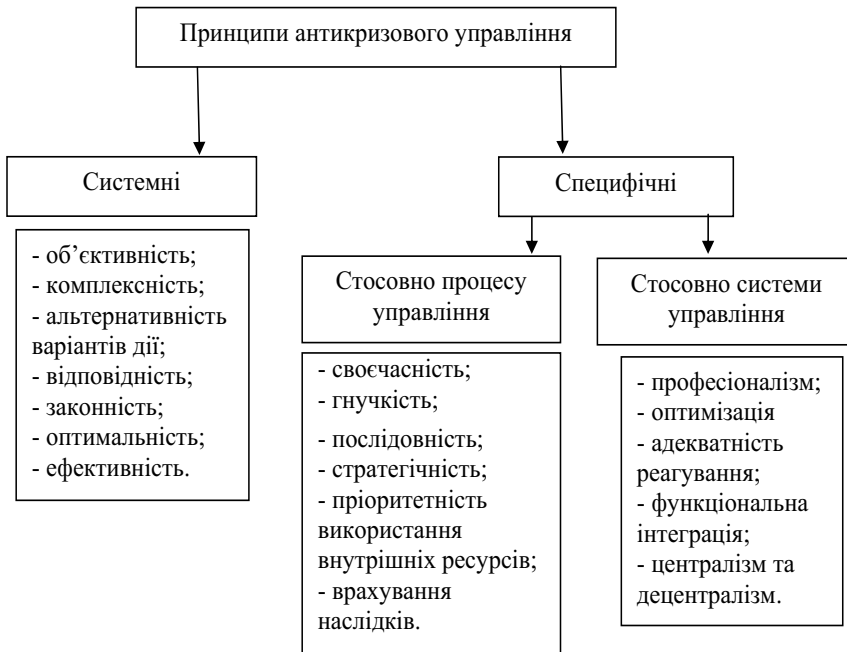 Принципи антикризового управління
Системні
- об’єктивність;
- комплексність;
- альтернативність
варіантів дії;
- відповідність;
- законність;
- оптимальність;
- ефективність.
Специфічні
Стосовно процесу
управління
- своєчасність;
- гнучкість;
- послідовність;
- стратегічність;
- пріоритетність
використання
внутрішніх ресурсів;
- врахування
наслідків.
Стосовно системи
управління
- професіоналізм;
- оптимізація
- адекватність
реагування;
- функціональна
інтеграція;
- централізм та
децентралізм.